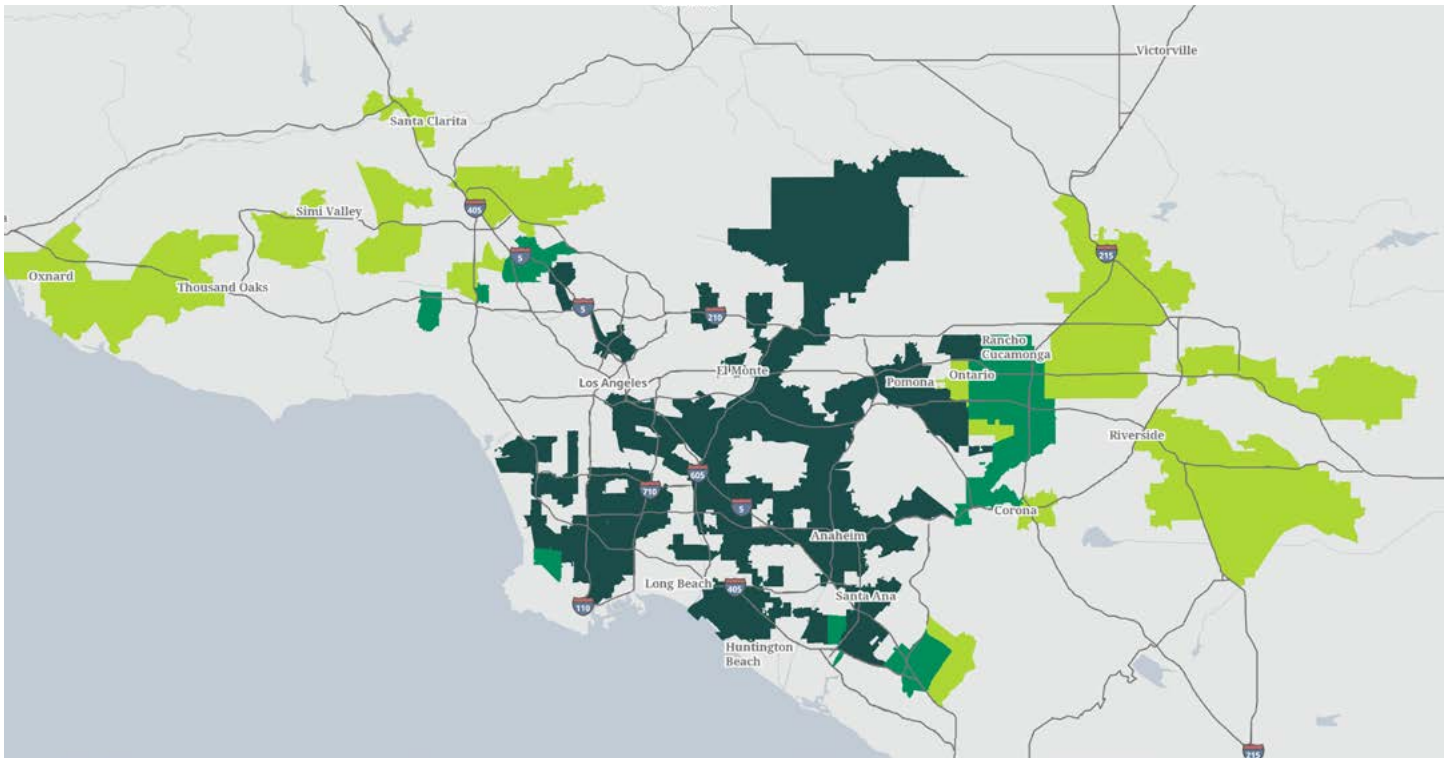 Victorville
Santa Clarita
405
Simi Valley
215
5
Oxnard
Thousand Oaks
5
210
Rancho
Cucamonga
El Monte
Ontario
Los Angeles
Pomona
Riverside
605
710
5
Corona
Anaheim
Long Beach
405
Santa Ana
110
Huntington
Beach
215